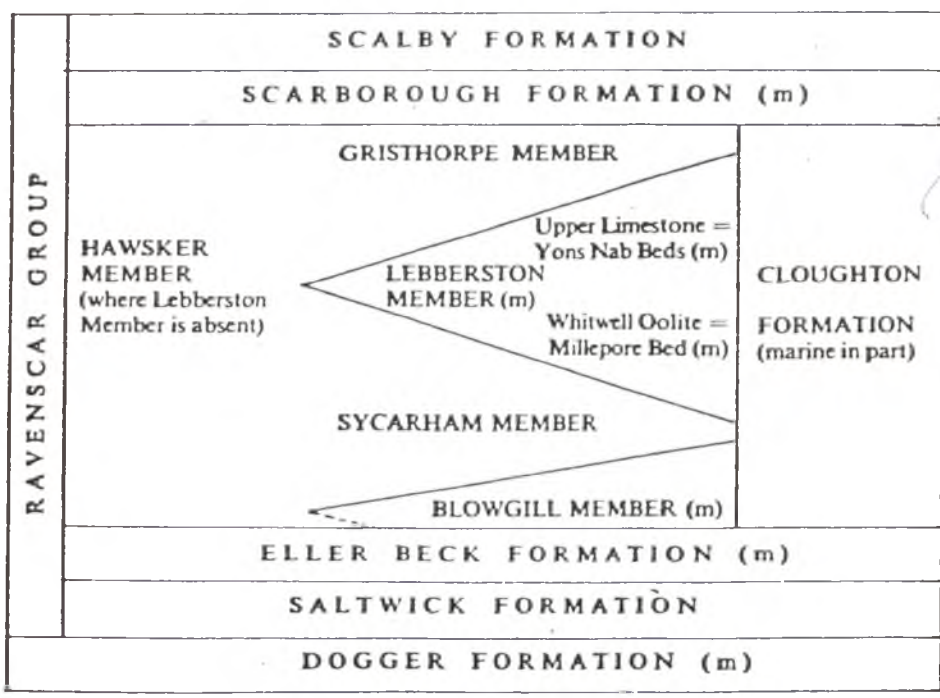 SCALBY FORMATION
SCARBOROUGH FORMATION (m)
RAVENSCAR GROUP
GRISTHORPE MEMBER
HAWSKER
MEMBER
(where Lebberston
Member is absent)
Upper Limestone =
Yons Nab Beds (m)
LEBBERSTON
MEMBER (m)
Whitwell Oolite =
Millepore Bed (m)
CLOUGHTON
FORMATION
(marine in part)
SYCARHAM MEMBER
BLOWGILL MEMBER (m)
ELLER BECK FORMATION (m)
SALTWICK FORMATION
DOGGER FORMATION (m)